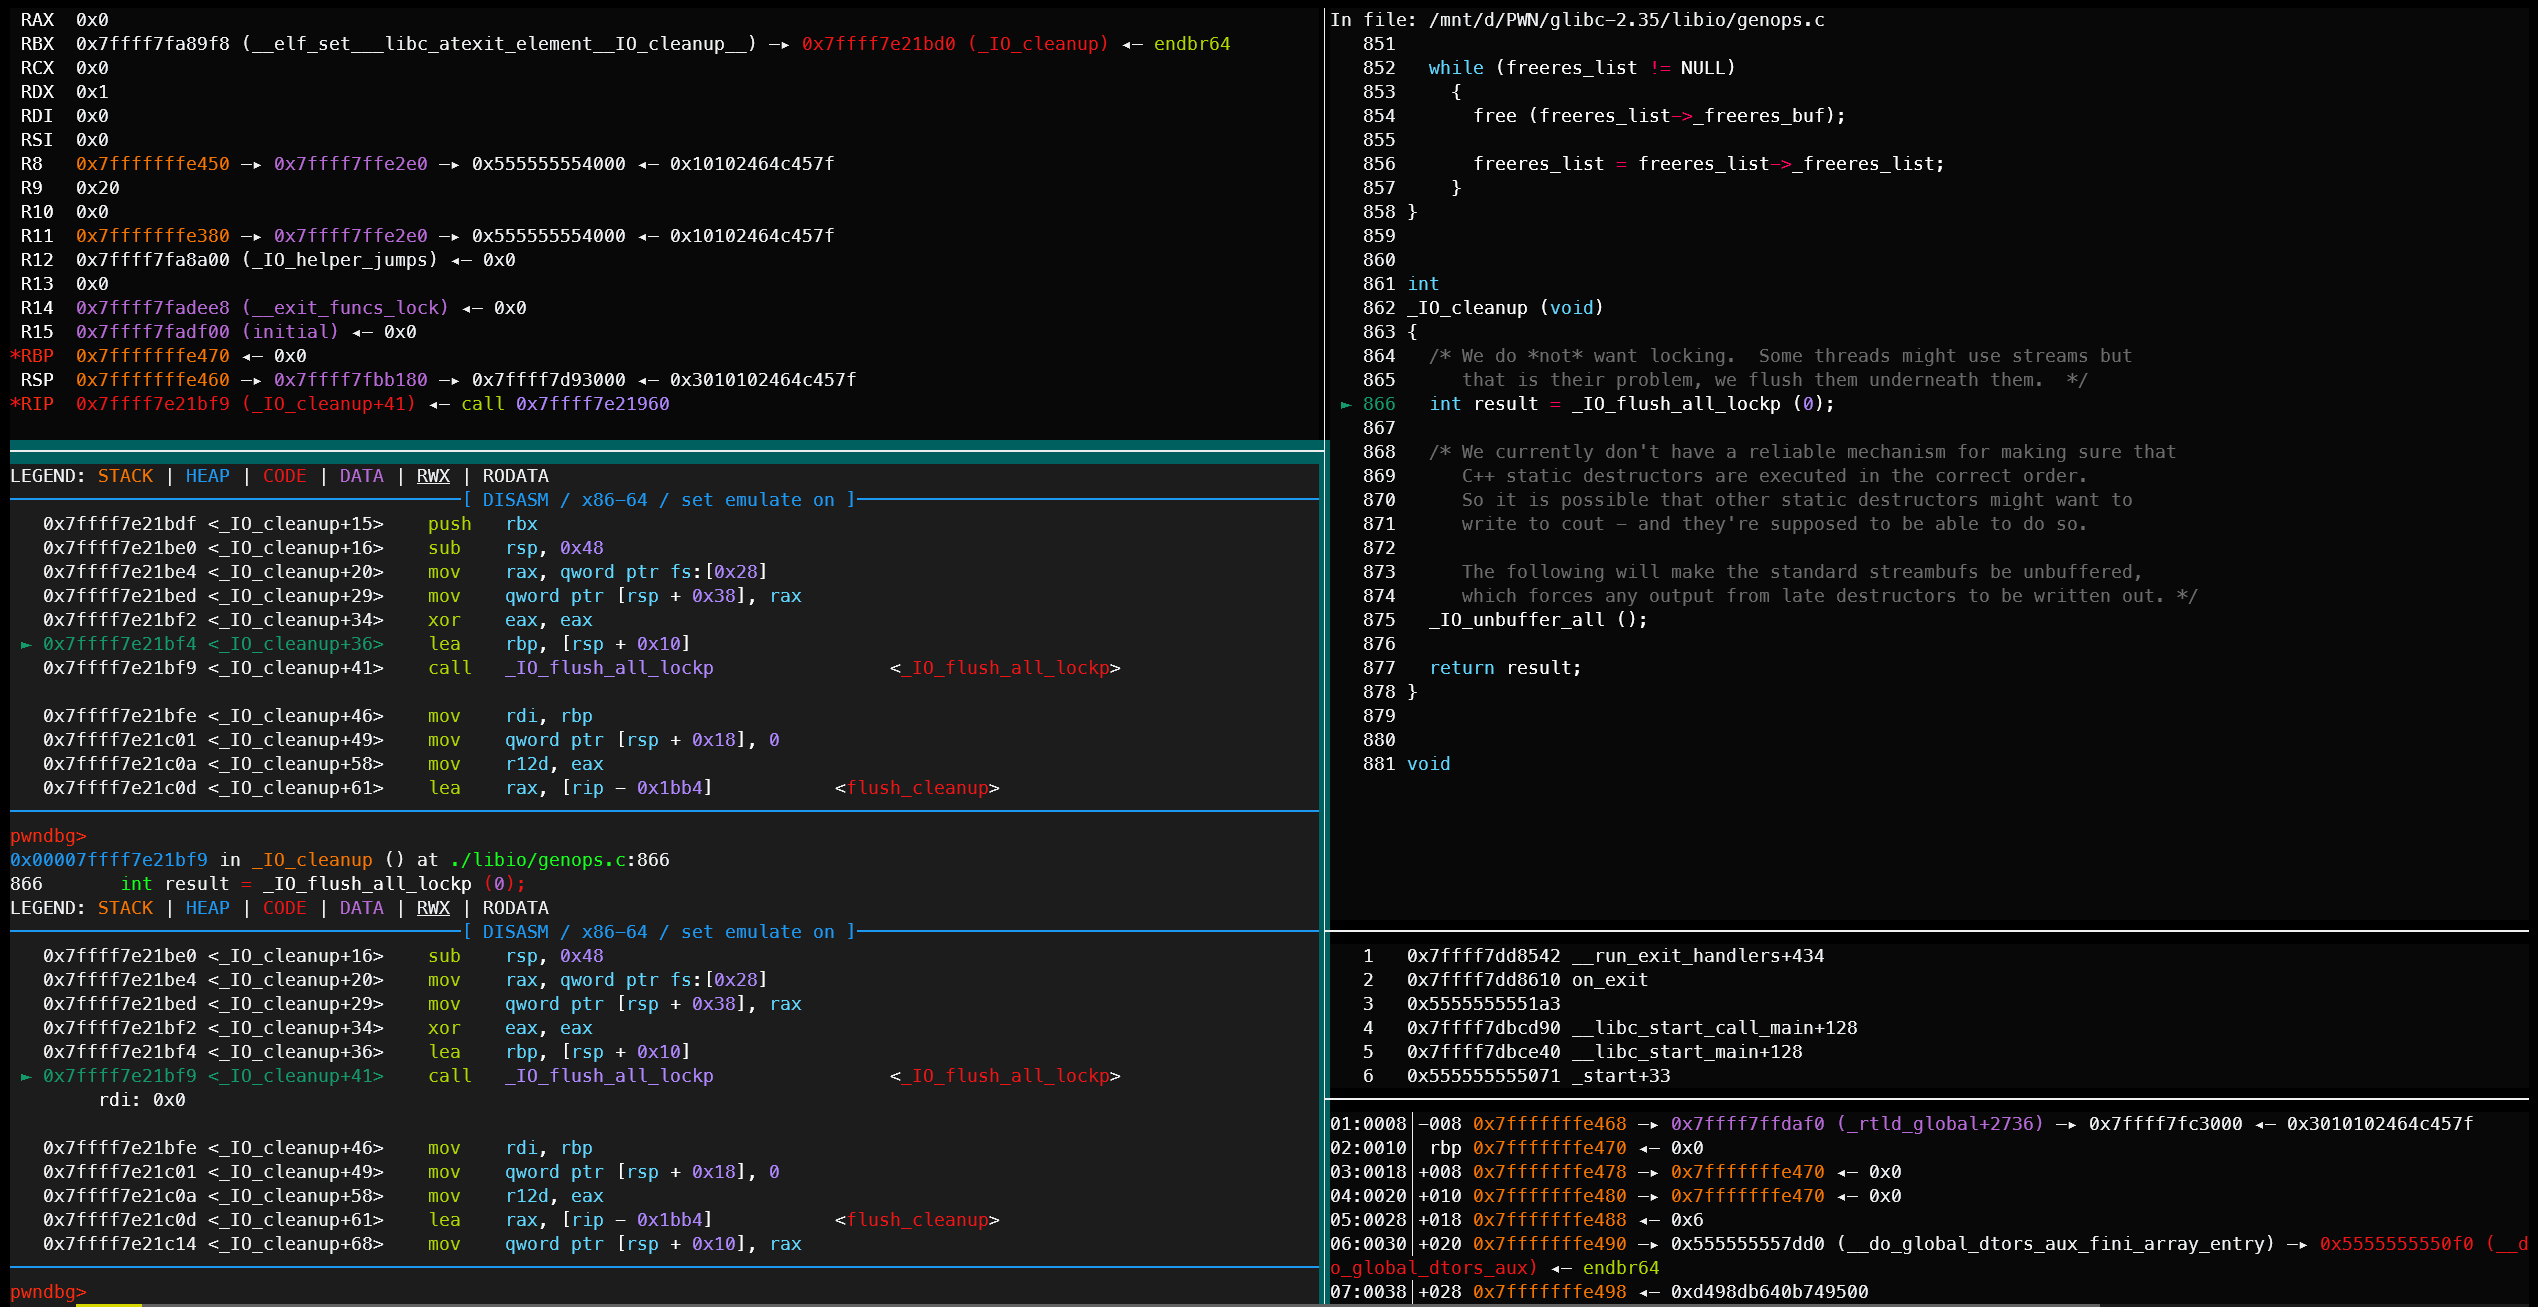 RAX  0x0
RBX  0x7ffff7fa89f8 (__elf_set___libc_atexit_element__IO_cleanup__) —▸ 0x7ffff7e21bd0 (_IO_cleanup) ◂— endbr64
RCX  0x0
RDX  0x1
RDI  0x0
RSI  0x0
R8   0x7fffffffe450 —▸ 0x7ffff7ffe2e0 —▸ 0x555555554000 ◂— 0x10102464c457f
R9   0x20
R10  0x0
R11  0x7fffffffe380 —▸ 0x7ffff7ffe2e0 —▸ 0x555555554000 ◂— 0x10102464c457f
R12  0x7ffff7fa8a00 (_IO_helper_jumps) ◂— 0x0
R13  0x0
R14  0x7ffff7fadee8 (__exit_funcs_lock) ◂— 0x0
R15  0x7ffff7fadf00 (initial) ◂— 0x0
*RBP  0x7fffffffe470 ◂— 0x0
RSP  0x7fffffffe460 —▸ 0x7ffff7fbb180 —▸ 0x7ffff7d93000 ◂— 0x3010102464c457f
*RIP  0x7ffff7e21bf9 (_IO_cleanup+41) ◂— call 0x7ffff7e21960
LEGEND: STACK | HEAP | CODE | DATA | RWX | RODATA
[ DISASM / x86-64 / set emulate on ]
0x7ffff7e21bdf <_IO_cleanup+15>    push   rbx
0x7ffff7e21be0 <_IO_cleanup+16>    sub    rsp, 0x48
0x7ffff7e21be4 <_IO_cleanup+20>    mov    rax, qword ptr fs:[0x28]
0x7ffff7e21bed <_IO_cleanup+29>    mov    qword ptr [rsp + 0x38], rax
0x7ffff7e21bf2 <_IO_cleanup+34>    xor    eax, eax
► 0x7ffff7e21bf4 <_IO_cleanup+36>    lea    rbp, [rsp + 0x10]
0x7ffff7e21bf9 <_IO_cleanup+41>    call   _IO_flush_all_lockp                <_IO_flush_all_lockp>
0x7ffff7e21bfe <_IO_cleanup+46>    mov    rdi, rbp
0x7ffff7e21c01 <_IO_cleanup+49>    mov    qword ptr [rsp + 0x18], 0
0x7ffff7e21c0a <_IO_cleanup+58>    mov    r12d, eax
0x7ffff7e21c0d <_IO_cleanup+61>    lea    rax, [rip - 0x1bb4]           <flush_cleanup>
pwndbg>
0x00007ffff7e21bf9 in _IO_cleanup () at ./libio/genops.c:866
866       int result = _IO_flush_all_lockp (0);
LEGEND: STACK | HEAP | CODE | DATA | RWX | RODATA
[ DISASM / x86-64 / set emulate on ]
0x7ffff7e21be0 <_IO_cleanup+16>    sub    rsp, 0x48
0x7ffff7e21be4 <_IO_cleanup+20>    mov    rax, qword ptr fs:[0x28]
0x7ffff7e21bed <_IO_cleanup+29>    mov    qword ptr [rsp + 0x38], rax
0x7ffff7e21bf2 <_IO_cleanup+34>    xor    eax, eax
0x7ffff7e21bf4 <_IO_cleanup+36>    lea    rbp, [rsp + 0x10]
► 0x7ffff7e21bf9 <_IO_cleanup+41>    call   _IO_flush_all_lockp                <_IO_flush_all_lockp>
rdi: 0x0
0x7ffff7e21bfe <_IO_cleanup+46>    mov    rdi, rbp
0x7ffff7e21c01 <_IO_cleanup+49>    mov    qword ptr [rsp + 0x18], 0
0x7ffff7e21c0a <_IO_cleanup+58>    mov    r12d, eax
0x7ffff7e21c0d <_IO_cleanup+61>    lea    rax, [rip - 0x1bb4]           <flush_cleanup>
0x7ffff7e21c14 <_IO_cleanup+68>    mov    qword ptr [rsp + 0x10], rax
pwndbg>
In file: /mnt/d/PWN/glibc-2.35/libio/genops.c
851
852   while (freeres_list != NULL)
853     {
854       free (freeres_list->_freeres_buf);
855
856       freeres_list = freeres_list->_freeres_list;
857     }
858 }
859
860
861 int
862 _IO_cleanup (void)
863 {
864   /* We do *not* want locking.  Some threads might use streams but
865      that is their problem, we flush them underneath them.  */
► 866   int result = _IO_flush_all_lockp (0);
867
868   /* We currently don't have a reliable mechanism for making sure that
869      C++ static destructors are executed in the correct order.
870      So it is possible that other static destructors might want to
871      write to cout - and they're supposed to be able to do so.
872
873      The following will make the standard streambufs be unbuffered,
874      which forces any output from late destructors to be written out. */
875   _IO_unbuffer_all ();
876
877   return result;
878 }
879
880
881 void
1   0x7ffff7dd8542 __run_exit_handlers+434
2   0x7ffff7dd8610 on_exit
3   0x5555555551a3
4   0x7ffff7dbcd90 __libc_start_call_main+128
5   0x7ffff7dbce40 __libc_start_main+128
6   0x555555555071 _start+33
01:0008│-008 0x7fffffffe468 —▸ 0x7ffff7ffdaf0 (_rtld_global+2736) —▸ 0x7ffff7fc3000 ◂— 0x3010102464c457f
02:0010│ rbp 0x7fffffffe470 ◂— 0x0
03:0018│+008 0x7fffffffe478 —▸ 0x7fffffffe470 ◂— 0x0
04:0020│+010 0x7fffffffe480 —▸ 0x7fffffffe470 ◂— 0x0
05:0028│+018 0x7fffffffe488 ◂— 0x6
06:0030│+020 0x7fffffffe490 —▸ 0x555555557dd0 (__do_global_dtors_aux_fini_array_entry) —▸ 0x5555555550f0 (__d
o_global_dtors_aux) ◂— endbr64
07:0038│+028 0x7fffffffe498 ◂— 0xd498db640b749500